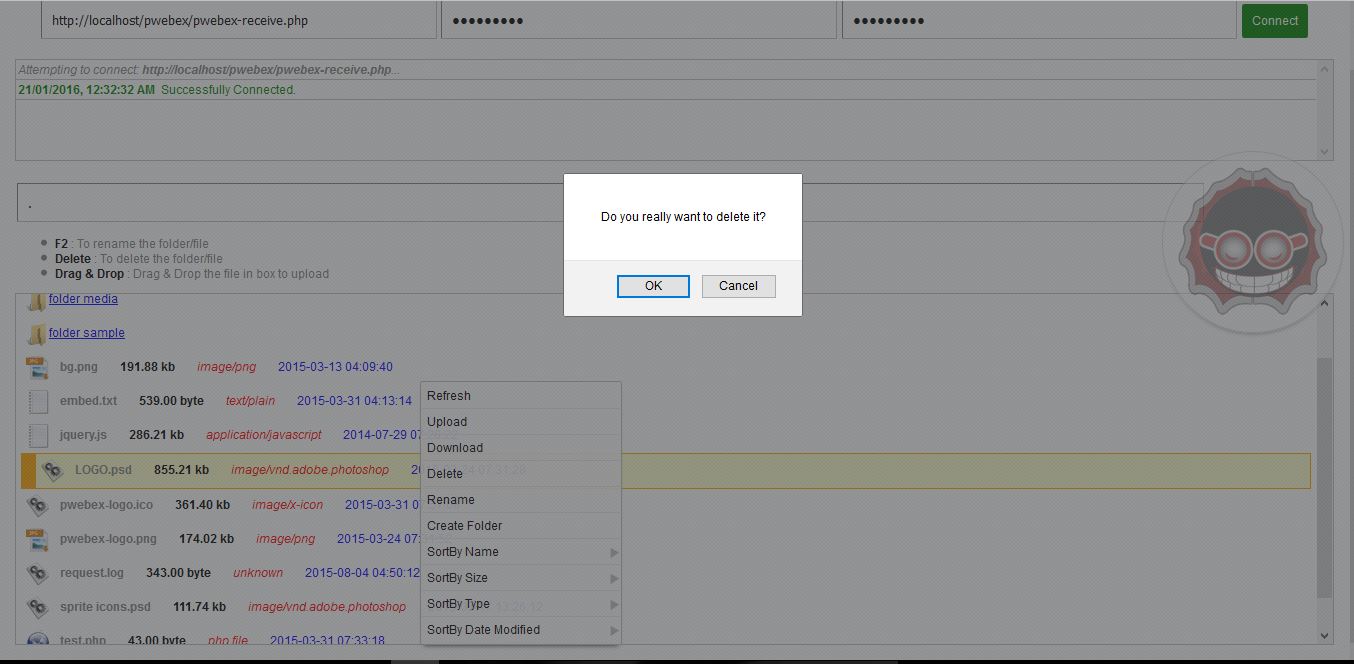 http://localhost/pwebex/pwebex-receive.php ●●●●●●●●● ●●●●●●●●● Connect
Attempting to connect: http://localhost/pwebex/pwebex-receive.php...
21/01/2016, 12:32:32 AM Successfully Connected.
.
Do you really want to delete it?
OK Cancel
F2 : To rename the folder/file
Delete : To delete the folder/file
Drag & Drop : Drag & Drop the file in box to upload
folder media
folder sample
bg.png 191.88 kb image/png 2015-03-13 04:09:40
embed.txt 539.00 byte text/plain 2015-03-31 04:13:14
jquery.js 286.21 kb application/javascript 2014-07-29 07
LOGO.psd 855.21 kb image/vnd.adobe.photoshop 20 24 07:31:28
pwebex-logo.ico 361.40 kb image/x-icon 2015-03-31 0
pwebex-logo.png 174.02 kb image/png 2015-03-24 07:
request.log 343.00 byte unknown 2015-08-04 04:50:12
sprite icons.psd 111.74 kb image/vnd.adobe.photoshop 13:26:12
test.php 43.00 byte php file 2015-03-31 07:33:18
Refresh
Upload
Download
Delete
Rename
Create Folder
SortBy Name
SortBy Size
SortBy Type
SortBy Date Modified